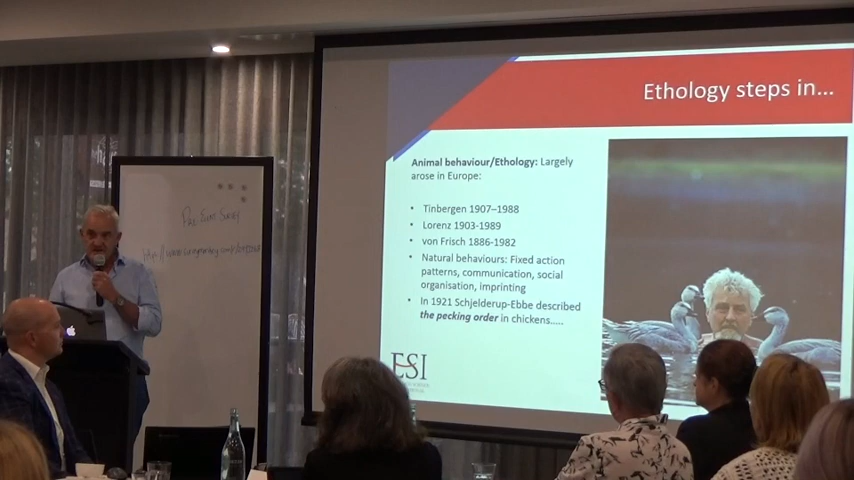 Ethology steps in...
Animal behaviour/Ethology: Largely
arose in Europe:
• Tinbergen 1907–1988
• Lorenz 1903-1989
• von Frisch 1886-1982
• Natural behaviours: Fixed action
patterns, communication, social
organisation, imprinting
• In 1921 Schjelderup-Ebbe described
the pecking order in chickens.....
ESI